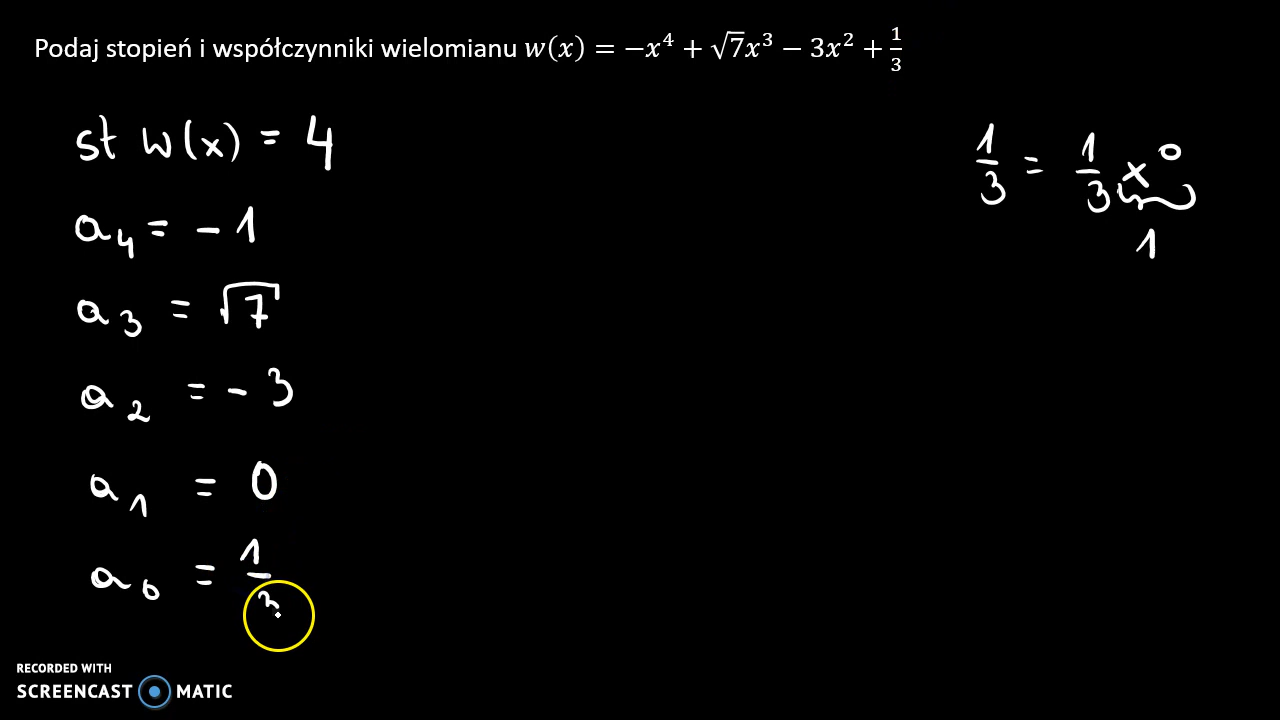 Podaj stopień i współczynniki wielomianu w(x) = −x⁴ + √7x³ − 3x² + 1/3
st w(x) = 4
1/3 = 1/3 x⁰
1
a₄ = - 1
a₃ = √7
a₂ = - 3
a₁ = 0
a₀ = 1/3
RECORDED WITH
SCREENCAST MATIC